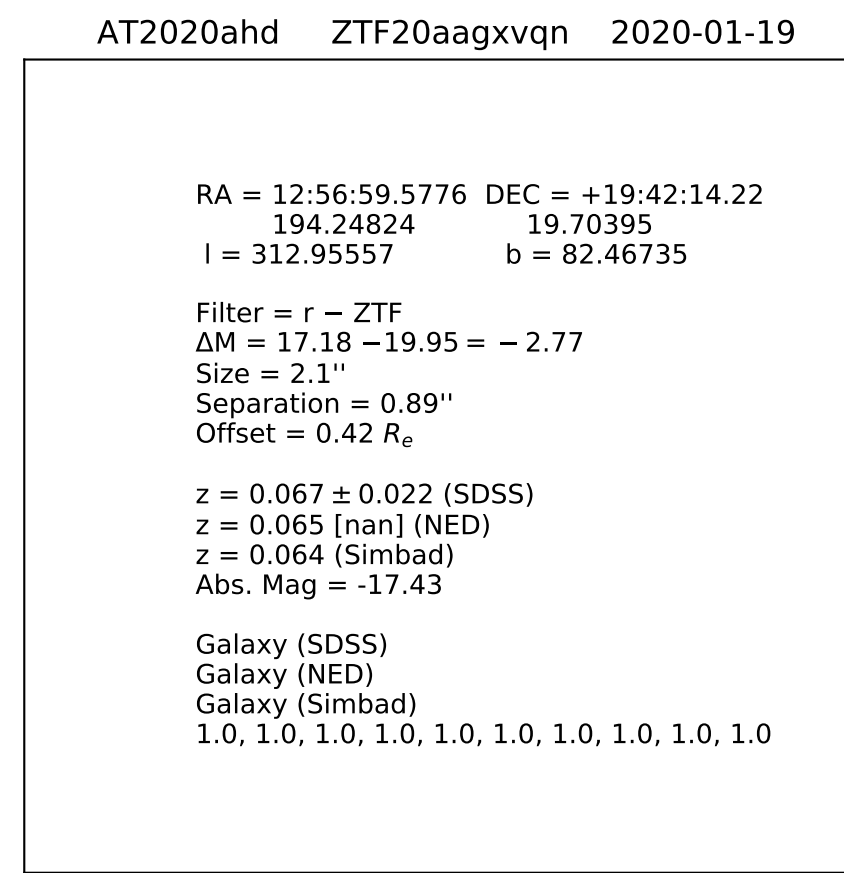 AT2020ahd ZTF20aagxvqn 2020-01-19
RA = 12:56:59.5776 DEC = +19:42:14.22
194.24824 19.70395
l = 312.95557 b = 82.46735
Filter = r − ZTF
ΔM = 17.18 −19.95 = − 2.77
Size = 2.1''
Separation = 0.89''
Offset = 0.42 Re
z = 0.067 ± 0.022 (SDSS)
z = 0.065 [nan] (NED)
z = 0.064 (Simbad)
Abs. Mag = -17.43
Galaxy (SDSS)
Galaxy (NED)
Galaxy (Simbad)
1.0, 1.0, 1.0, 1.0, 1.0, 1.0, 1.0, 1.0, 1.0, 1.0